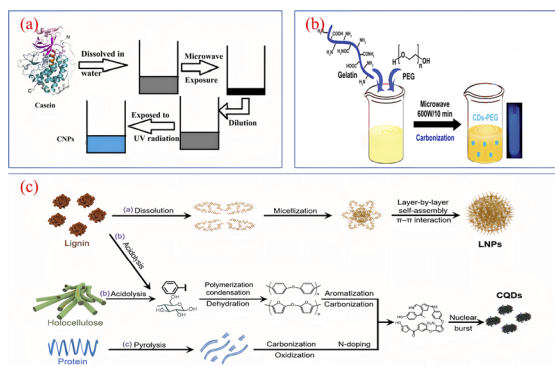 (a)
N
C
Casein
Dissolved in
water
Microwave
Exposure
Dilution
Exposed to
UV radiation
CNPs
(b)
Gelatin
PEG
Microwave
600W/10 min
Carbonization
CDs-PEG
(c)
Lignin
(a) Dissolution
Micellization
Layer-by-layer
self-assembly
π−π interaction
LNPs
(b)
Acidolysis
Holocellulose
(b) Acidolysis
Polymerization
condensation
Dehydration
Aromatization
Carbonization
CQDs
Nuclear
burst
Protein
(c) Pyrolysis
Carbonization
Oxidization
N-doping